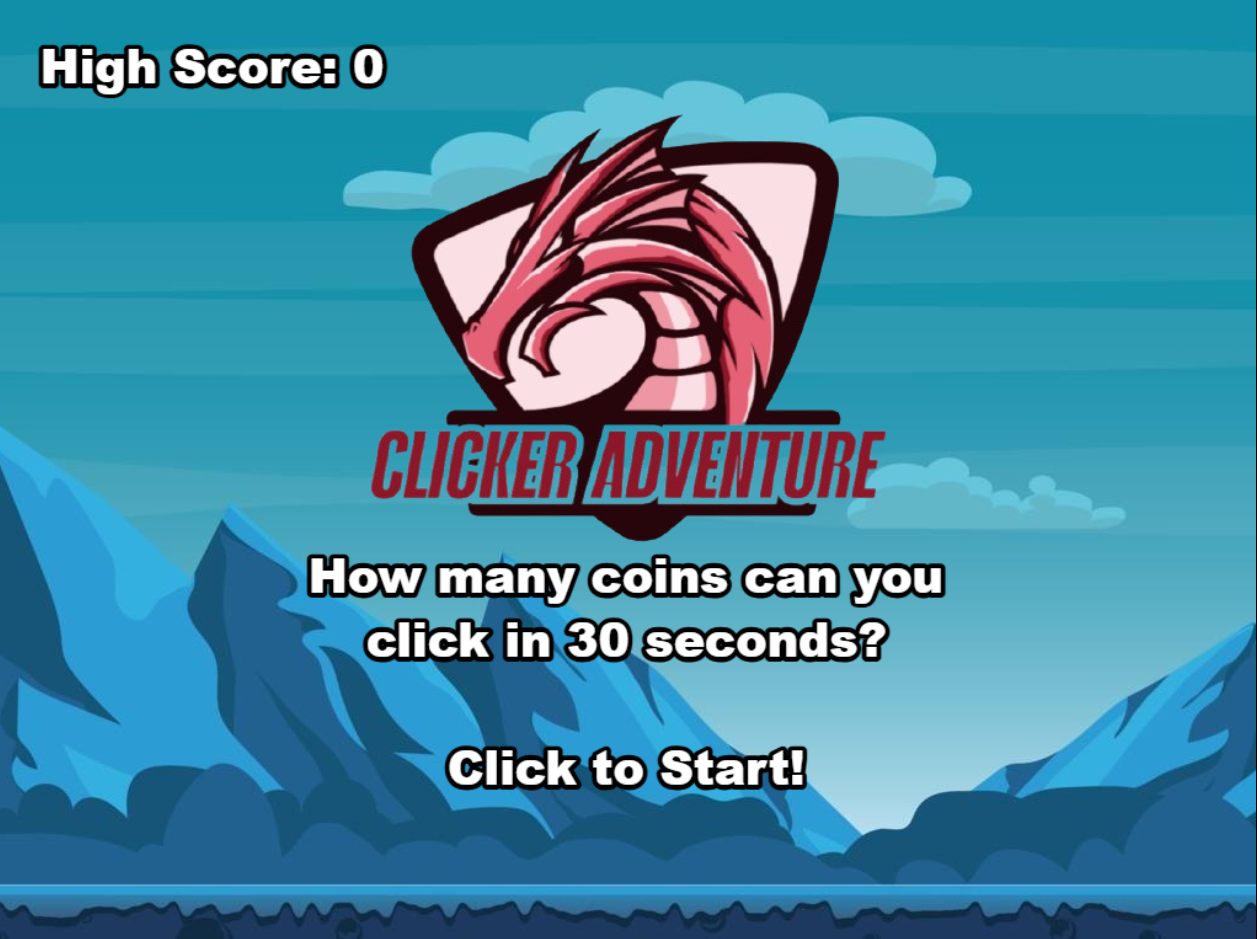 High Score: 0
CLICKER ADVENTURE
How many coins can you
click in 30 seconds?
Click to Start!